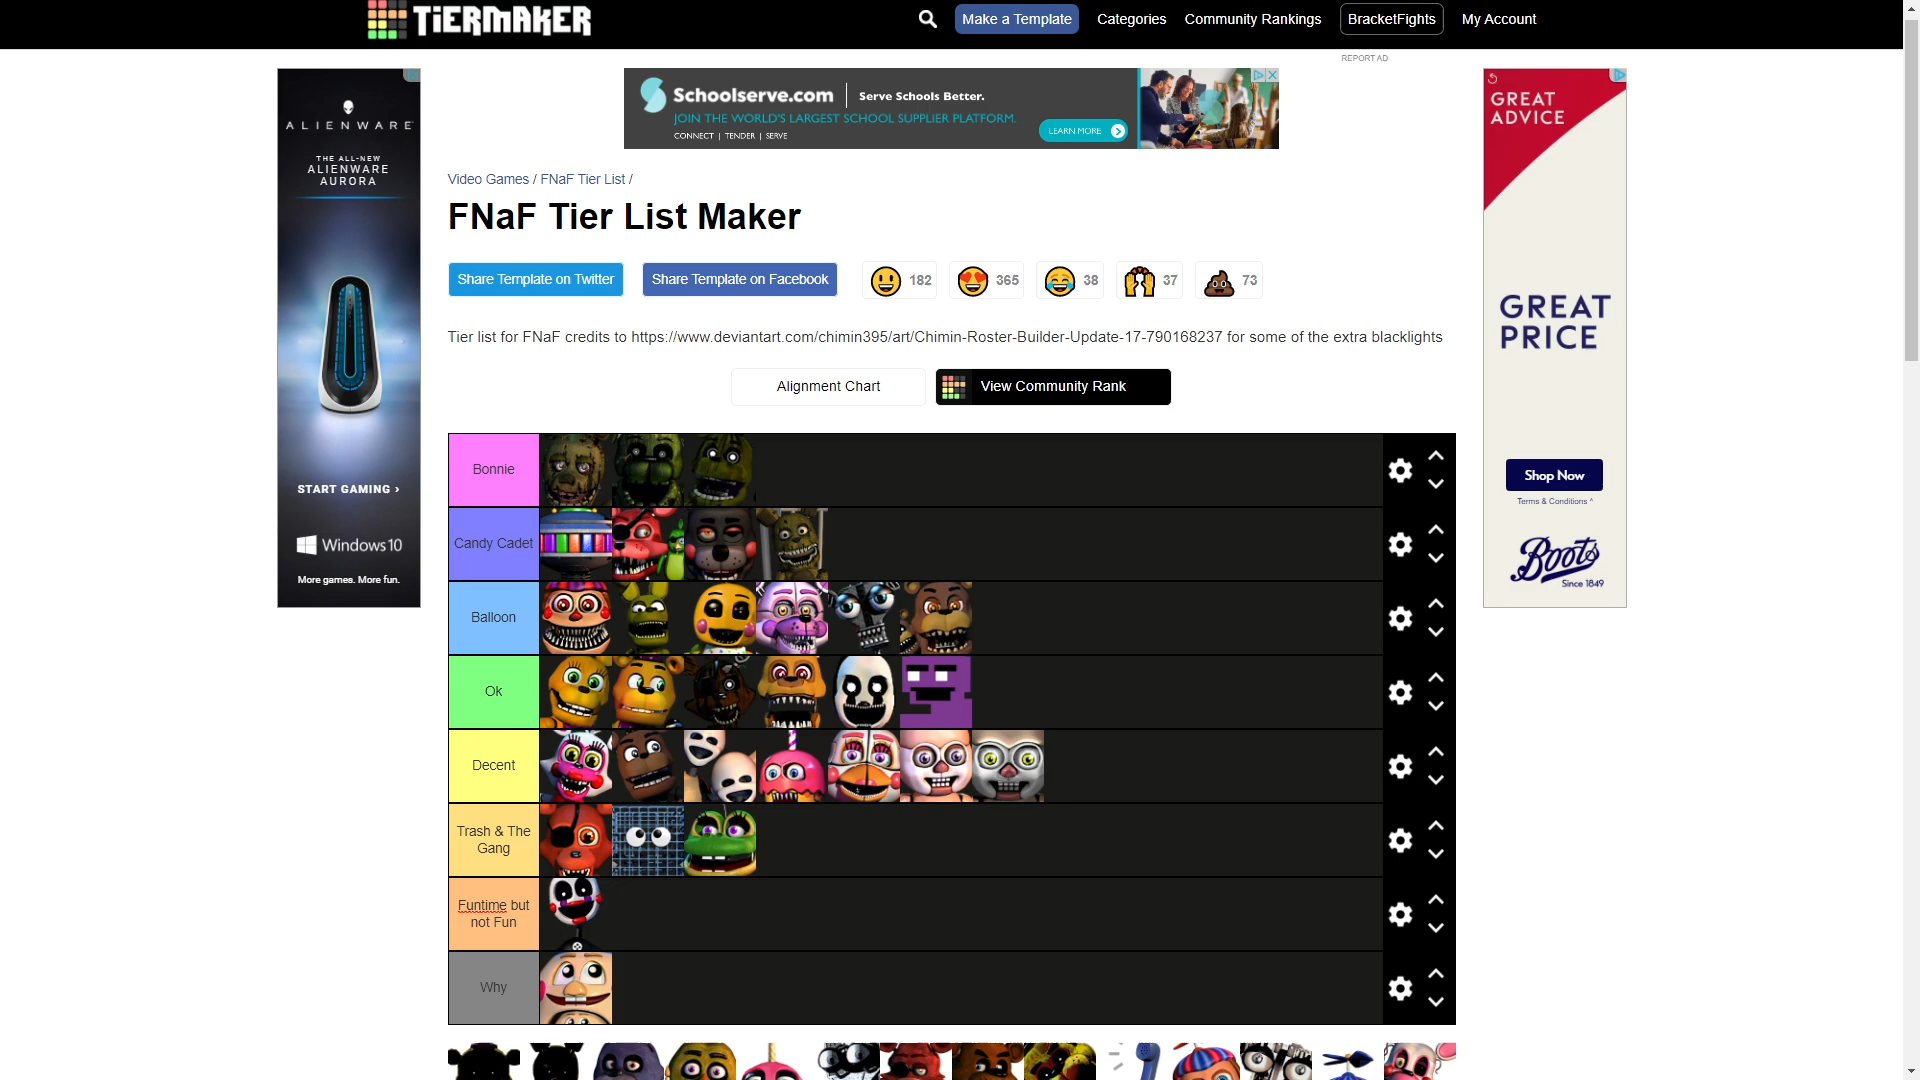 TiERMAKER
Make a Template
Categories
Community Rankings
BracketFights
My Account
REPORT AD
ALIENWARE
THE ALL-NEW
ALIENWARE
AURORA
START GAMING ›
Windows 10
More games. More fun.
Schoolserve.com
Serve Schools Better.
JOIN THE WORLD'S LARGEST SCHOOL SUPPLIER PLATFORM.
CONNECT | TENDER | SERVE
LEARN MORE
GREAT
ADVICE
GREAT
PRICE
Shop Now
Terms & Conditions ^
Boots
Since 1849
Video Games / FNaF Tier List /
FNaF Tier List Maker
Share Template on Twitter
Share Template on Facebook
182
365
38
37
73
Tier list for FNaF credits to https://www.deviantart.com/chimin395/art/Chimin-Roster-Builder-Update-17-790168237 for some of the extra blacklights
Alignment Chart
View Community Rank
Bonnie
Candy Cadet
Balloon
Ok
Decent
Trash & The
Gang
Funtime but
not Fun
Why